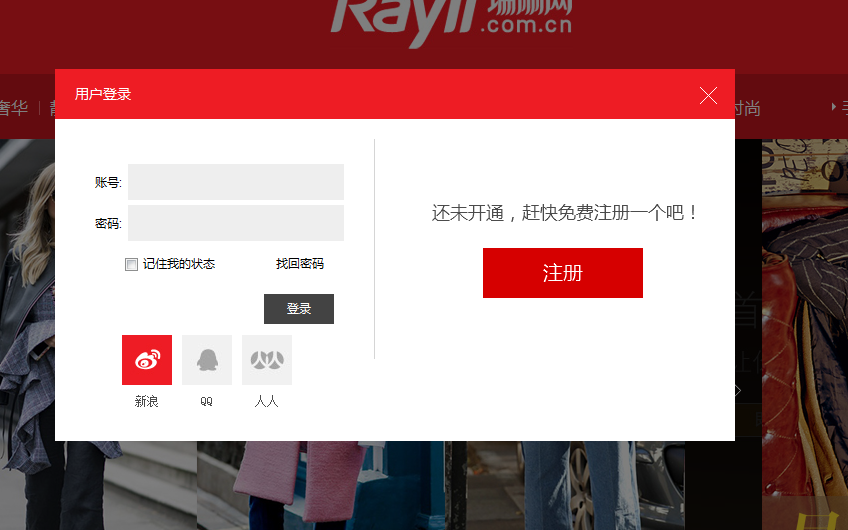 Rayli 瑞丽网
.com.cn
奢华
时尚
用户登录
账号:
密码:
记住我的状态
找回密码
登录
新浪
QQ
人人
还未开通，赶快免费注册一个吧！
注册